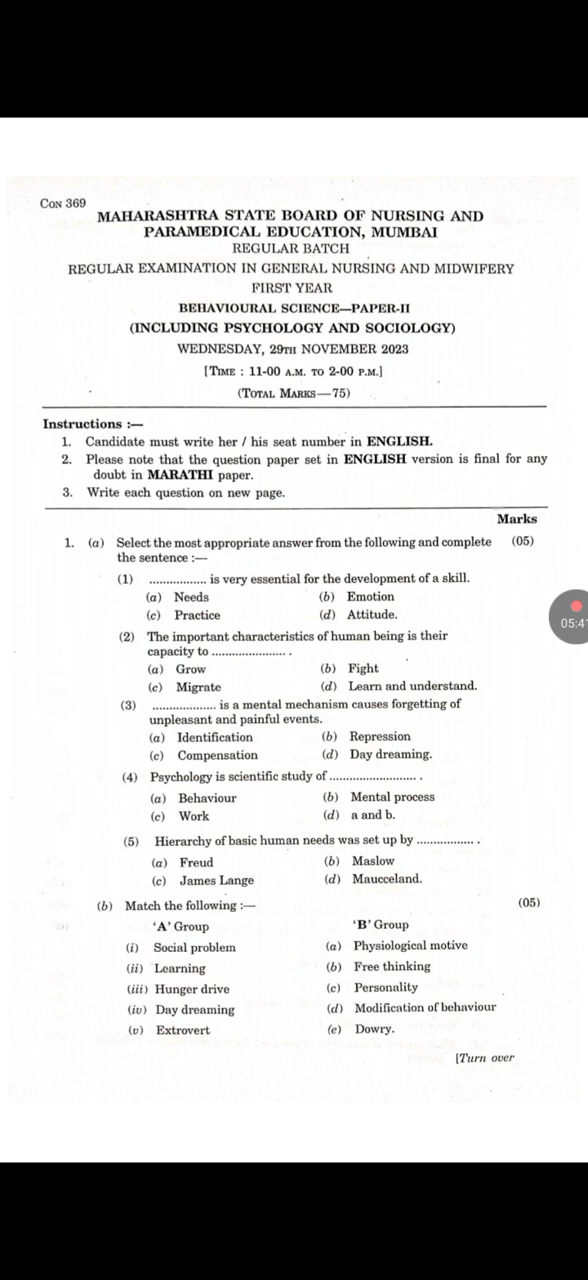 CON 369
MAHARASHTRA STATE BOARD OF NURSING AND
PARAMEDICAL EDUCATION, MUMBAI
REGULAR BATCH
REGULAR EXAMINATION IN GENERAL NURSING AND MIDWIFERY
FIRST YEAR
BEHAVIOURAL SCIENCE—PAPER-II
(INCLUDING PSYCHOLOGY AND SOCIOLOGY)
WEDNESDAY, 29TH NOVEMBER 2023
[TIME : 11-00 A.M. TO 2-00 P.M.]
(TOTAL MARKS—75)
Instructions :—
1. Candidate must write her / his seat number in ENGLISH.
2. Please note that the question paper set in ENGLISH version is final for any
doubt in MARATHI paper.
3. Write each question on new page.
Marks
1. (a) Select the most appropriate answer from the following and complete (05)
the sentence :—
(1) ................. is very essential for the development of a skill.
(a) Needs (b) Emotion
(c) Practice (d) Attitude.
(2) The important characteristics of human being is their
capacity to ...................... .
(a) Grow (b) Fight
(c) Migrate (d) Learn and understand.
(3) ................... is a mental mechanism causes forgetting of
unpleasant and painful events.
(a) Identification (b) Repression
(c) Compensation (d) Day dreaming.
(4) Psychology is scientific study of .......................... .
(a) Behaviour (b) Mental process
(c) Work (d) a and b.
(5) Hierarchy of basic human needs was set up by ................. .
(a) Freud (b) Maslow
(c) James Lange (d) Maucceland.
(b) Match the following :— (05)
'A' Group 'B' Group
(i) Social problem (a) Physiological motive
(ii) Learning (b) Free thinking
(iii) Hunger drive (c) Personality
(iv) Day dreaming (d) Modification of behaviour
(v) Extrovert (e) Dowry.
[Turn over